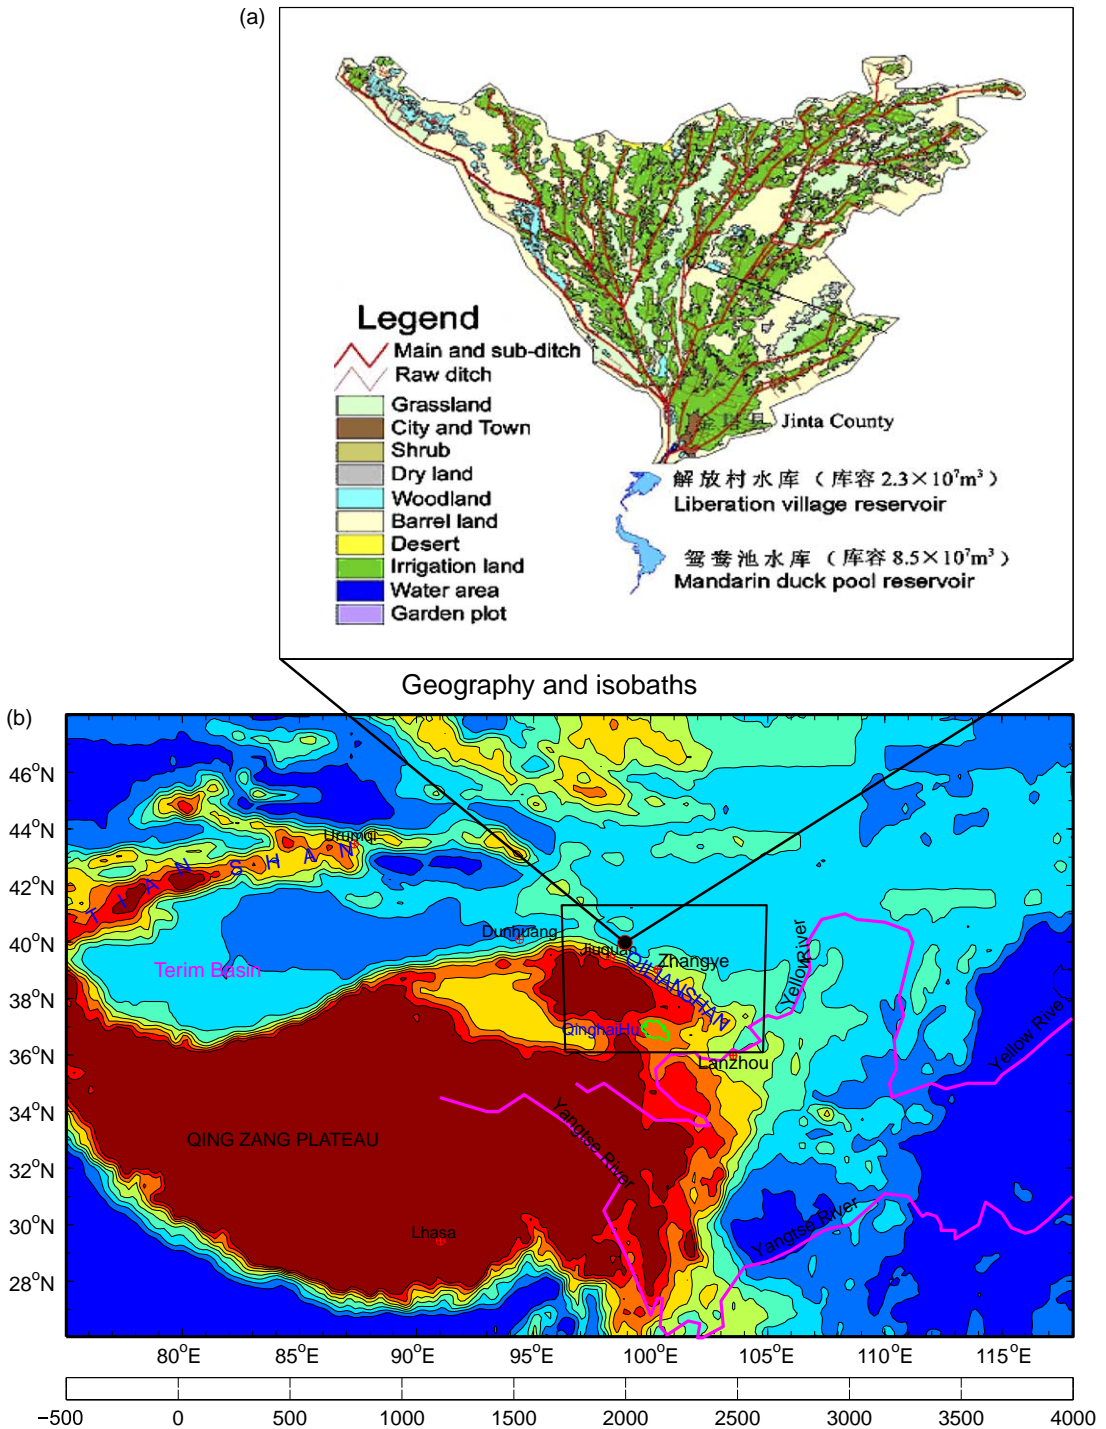 (a)
金塔县 Jinta County
Legend
Main and sub-ditch
Raw ditch
Grassland
City and Town
Shrub
Dry land
Woodland
Barrel land
Desert
Irrigation land
Water area
Garden plot
解放村水库（库容 2.3×10⁷m³）
Liberation village reservoir
鸳鸯池水库（库容 8.5×10⁷m³）
Mandarin duck pool reservoir
Geography and isobaths
(b)
46°N
44°N
42°N
40°N
38°N
36°N
34°N
32°N
30°N
28°N
Urumqi
TIAN SHAN
Dunhuang
Terim Basin
Jiuquan
Zhangye
QILIANSHAN
QinghaiHu
Lanzhou
Yellow River
Yellow River
Yangtse River
Yangtse River
QING ZANG PLATEAU
Lhasa
80°E 85°E 90°E 95°E 100°E 105°E 110°E 115°E
−500 0 500 1000 1500 2000 2500 3000 3500 4000